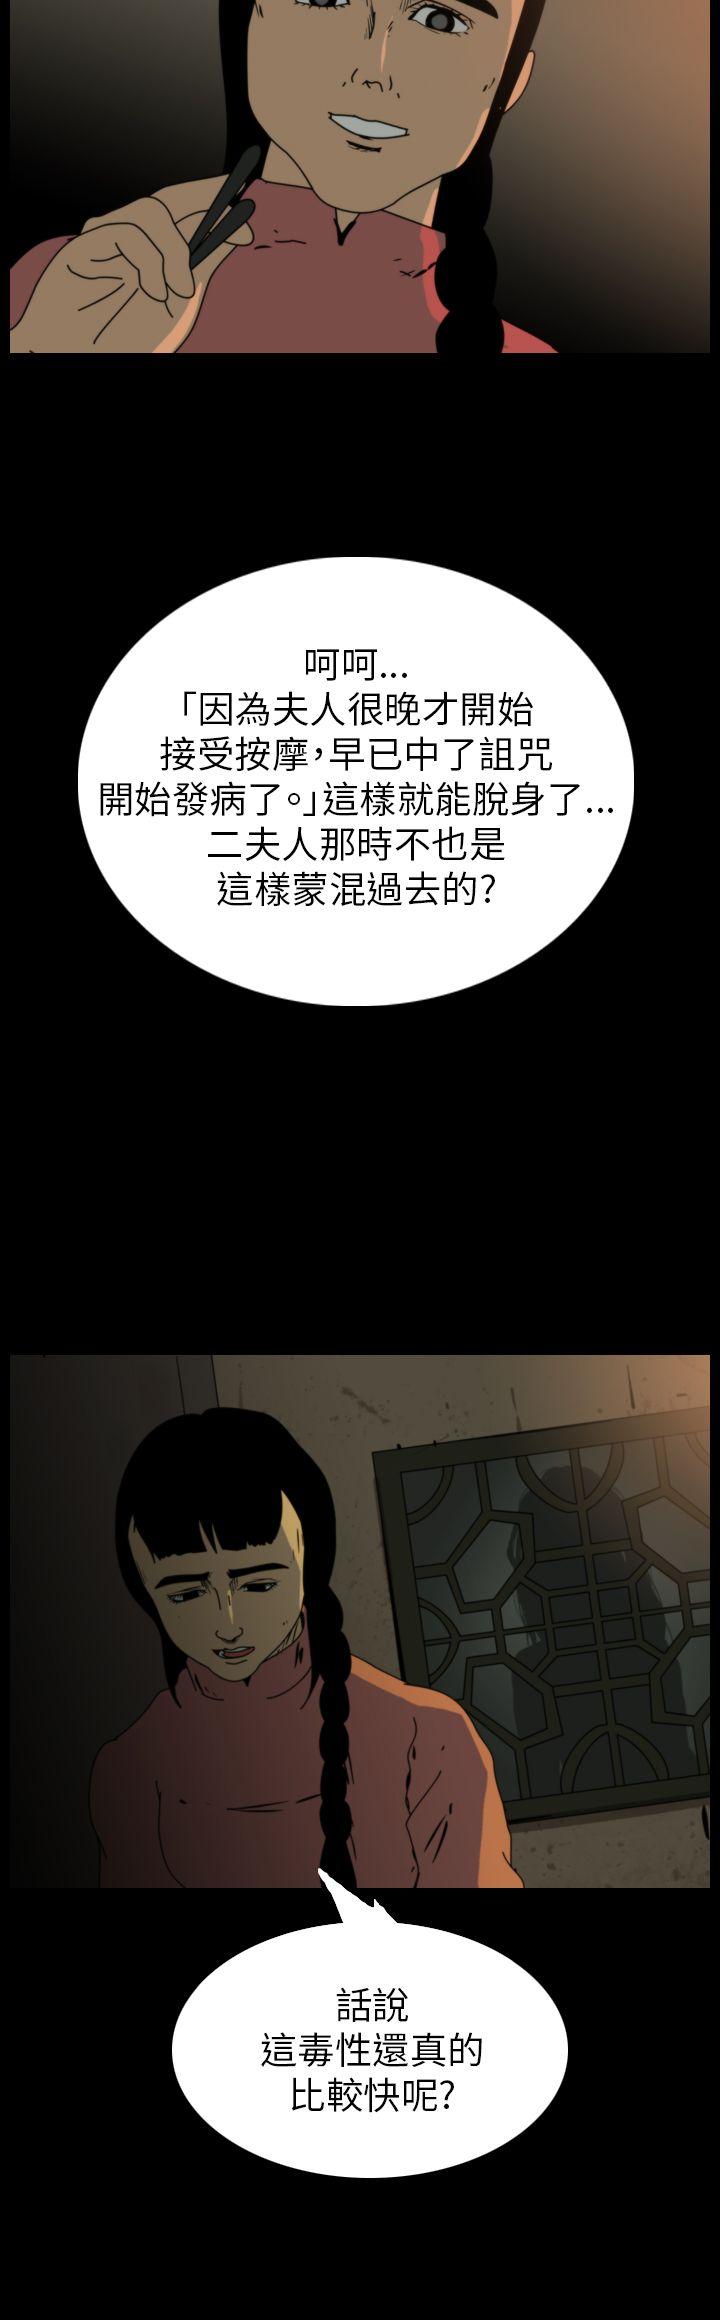 呵呵...
「因為夫人很晚才開始
接受按摩,早已中了詛咒
開始發病了。」這樣就能脫身了...
二夫人那時不也是
這樣蒙混過去的?
話說
這毒性還真的
比較快呢?